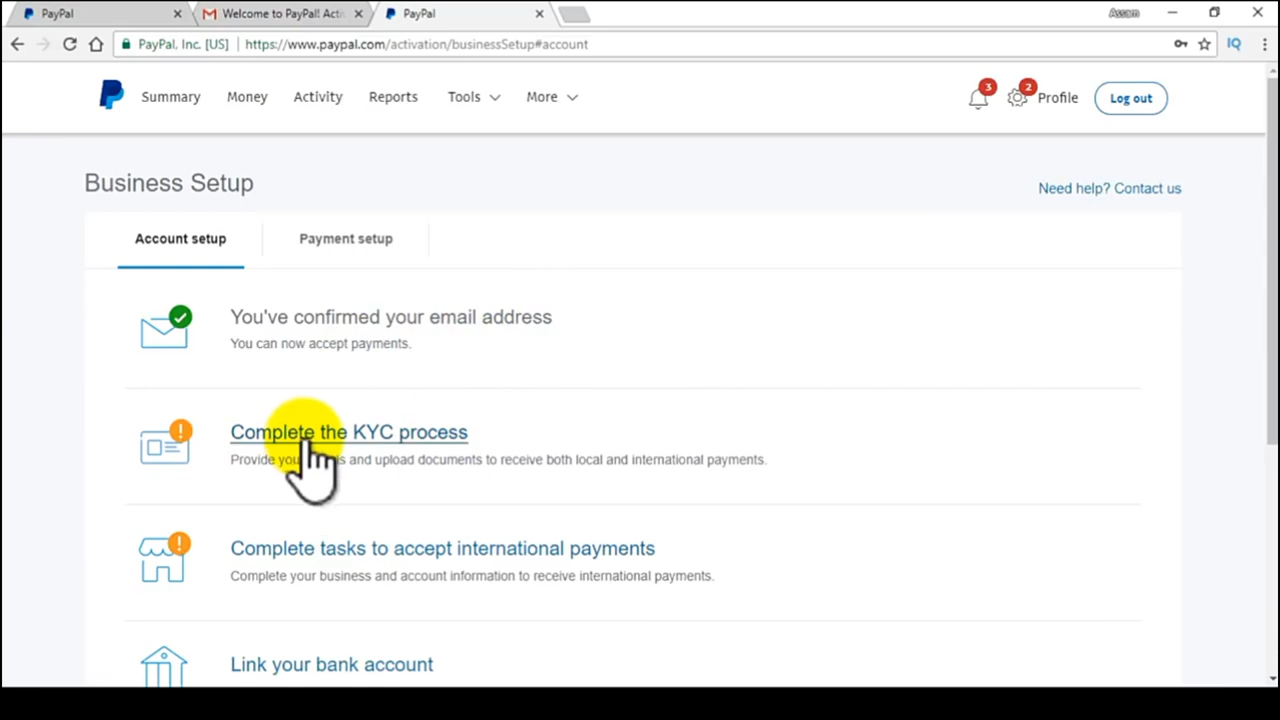 PayPal
Welcome to PayPal! Acti
PayPal
Assam
PayPal, Inc. [US] https://www.paypal.com/activation/businessSetup#account
IQ
Summary Money Activity Reports Tools More 3 2 Profile Log out
Business Setup
Need help? Contact us
Account setup Payment setup
You've confirmed your email address
You can now accept payments.
Complete the KYC process
Provide and upload documents to receive both local and international payments.
Complete tasks to accept international payments
Complete your business and account information to receive international payments.
Link your bank account